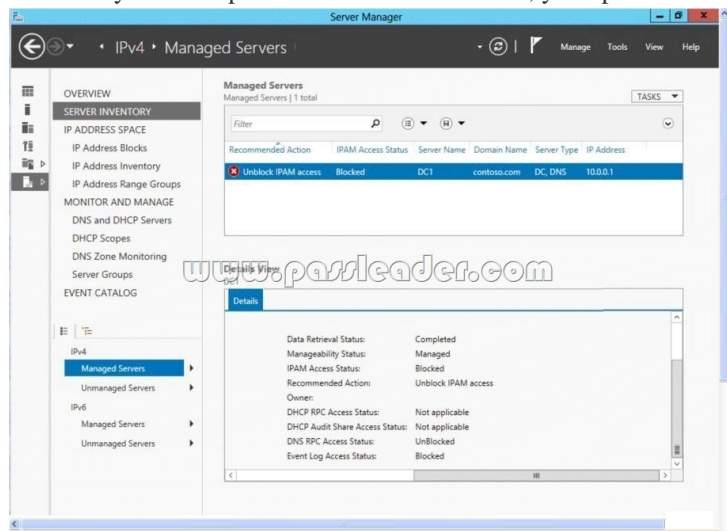 Server Manager
IPv4 Managed Servers
Manage Tools View Help
OVERVIEW
SERVER INVENTORY
IP ADDRESS SPACE
IP Address Blocks
IP Address Inventory
IP Address Range Groups
MONITOR AND MANAGE
DNS and DHCP Servers
DHCP Scopes
DNS Zone Monitoring
Server Groups
EVENT CATALOG
IPv4
Managed Servers
Unmanaged Servers
IPv6
Managed Servers
Unmanaged Servers
Managed Servers
Managed Servers | 1 total
TASKS
Filter
Recommended Action IPAM Access Status Server Name Domain Name Server Type IP Address
Unblock IPAM access Blocked DC1 contoso.com DC, DNS 10.0.0.1
www.passleader.com
Details View
DC1
Details
Data Retrieval Status: Completed
Manageability Status: Managed
IPAM Access Status: Blocked
Recommended Action: Unblock IPAM access
Owner:
DHCP RPC Access Status: Not applicable
DHCP Audit Share Access Status: Not applicable
DNS RPC Access Status: UnBlocked
Event Log Access Status: Blocked